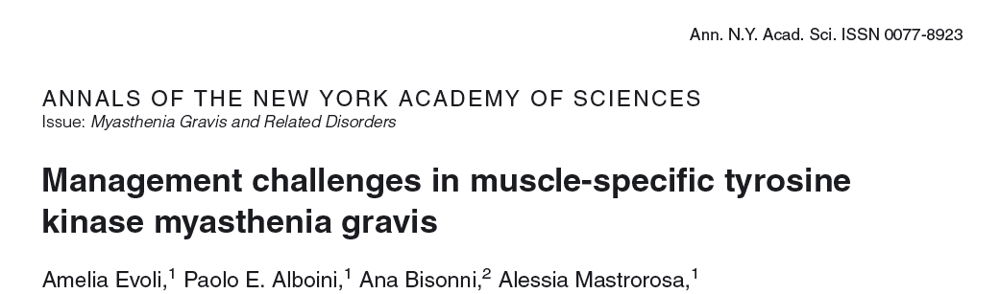 Ann. N.Y. Acad. Sci. ISSN 0077-8923
ANNALS OF THE NEW YORK ACADEMY OF SCIENCES
Issue: Myasthenia Gravis and Related Disorders
Management challenges in muscle-specific tyrosine
kinase myasthenia gravis
Amelia Evoli,¹ Paolo E. Alboini,¹ Ana Bisonni,² Alessia Mastrorosa,¹